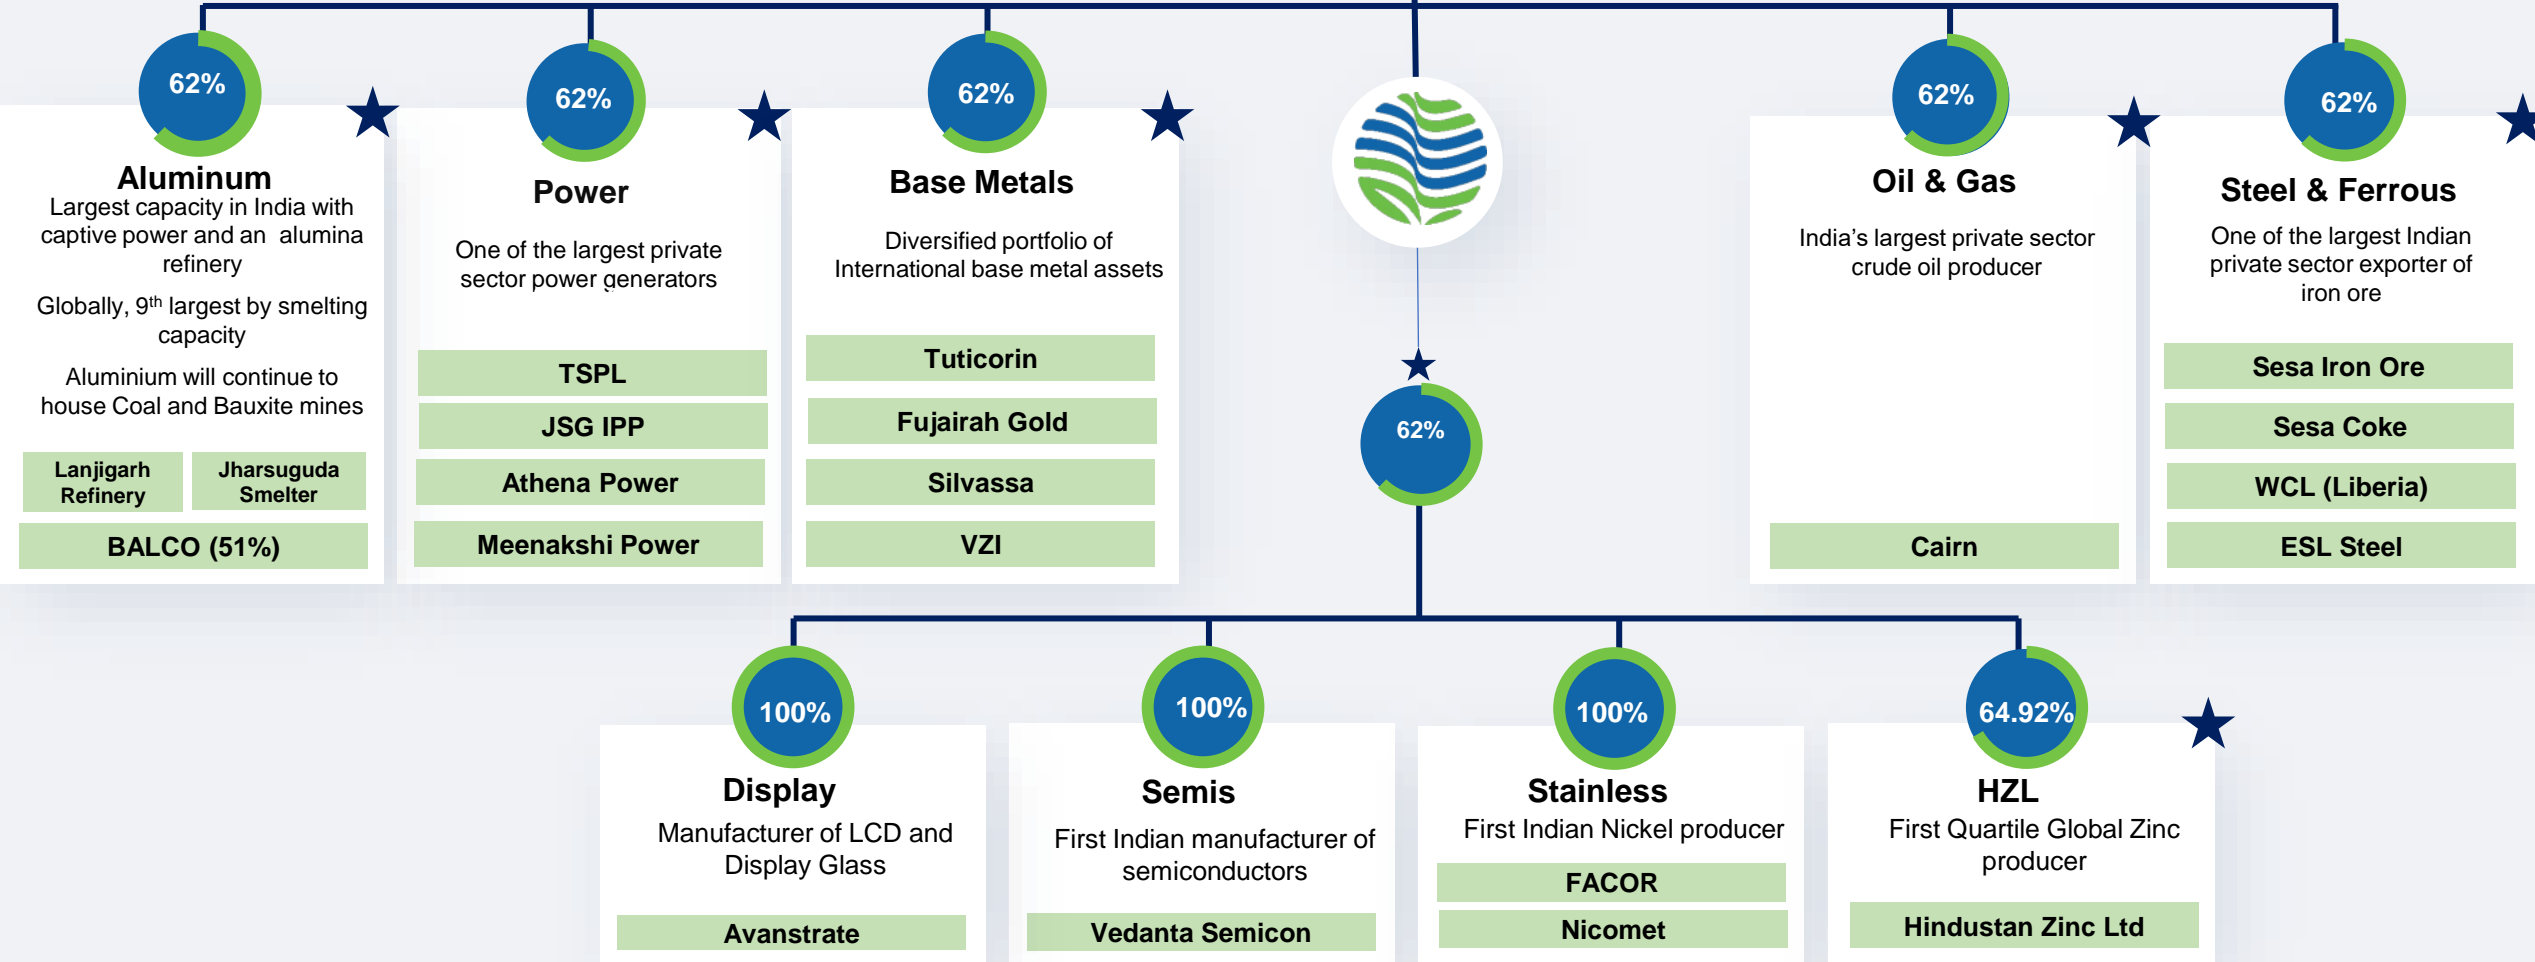 62%
Aluminum
Largest capacity in India with
captive power and an alumina
refinery
Globally, 9th largest by smelting
capacity
Aluminium will continue to
house Coal and Bauxite mines
Lanjigarh
Refinery
Jharsuguda
Smelter
BALCO (51%)
62%
Power
One of the largest private
sector power generators
TSPL
JSG IPP
Athena Power
Meenakshi Power
62%
Base Metals
Diversified portfolio of
International base metal assets
Tuticorin
Fujairah Gold
Silvassa
VZI
62%
62%
Oil & Gas
India’s largest private sector
crude oil producer
Cairn
62%
Steel & Ferrous
One of the largest Indian
private sector exporter of
iron ore
Sesa Iron Ore
Sesa Coke
WCL (Liberia)
ESL Steel
100%
Display
Manufacturer of LCD and
Display Glass
Avanstrate
100%
Semis
First Indian manufacturer of
semiconductors
Vedanta Semicon
100%
Stainless
First Indian Nickel producer
FACOR
Nicomet
64.92%
HZL
First Quartile Global Zinc
producer
Hindustan Zinc Ltd